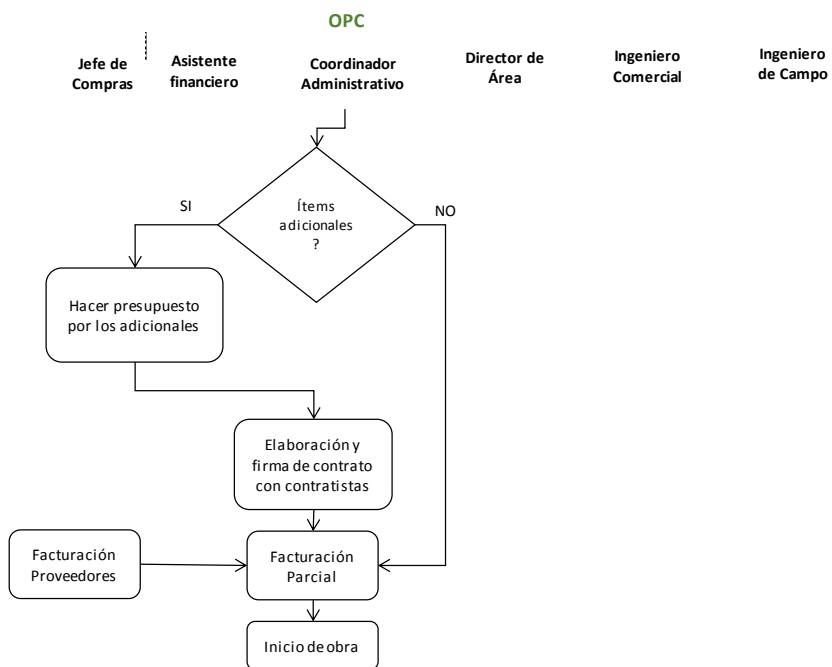 OPC
Jefe de
Compras
Asistente
financiero
Coordinador
Administrativo
Director de
Área
Ingeniero
Comercial
Ingeniero
de Campo
Ítems
adicionales
?
SI
NO
Hacer presupuesto
por los adicionales
Elaboración y
firma de contrato
con contratistas
Facturación
Proveedores
Facturación
Parcial
Inicio de obra